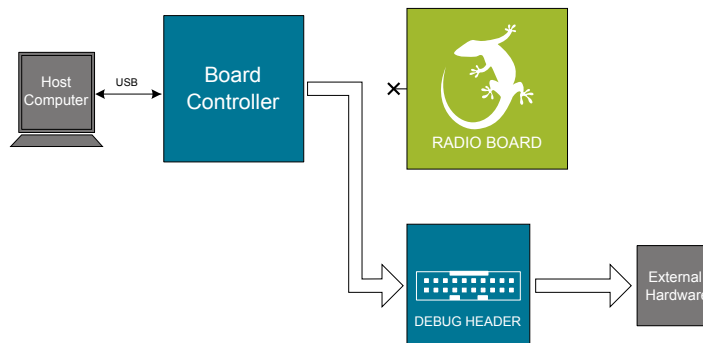 Host
Computer
USB
Board
Controller
RADIO BOARD
DEBUG HEADER
External
Hardware